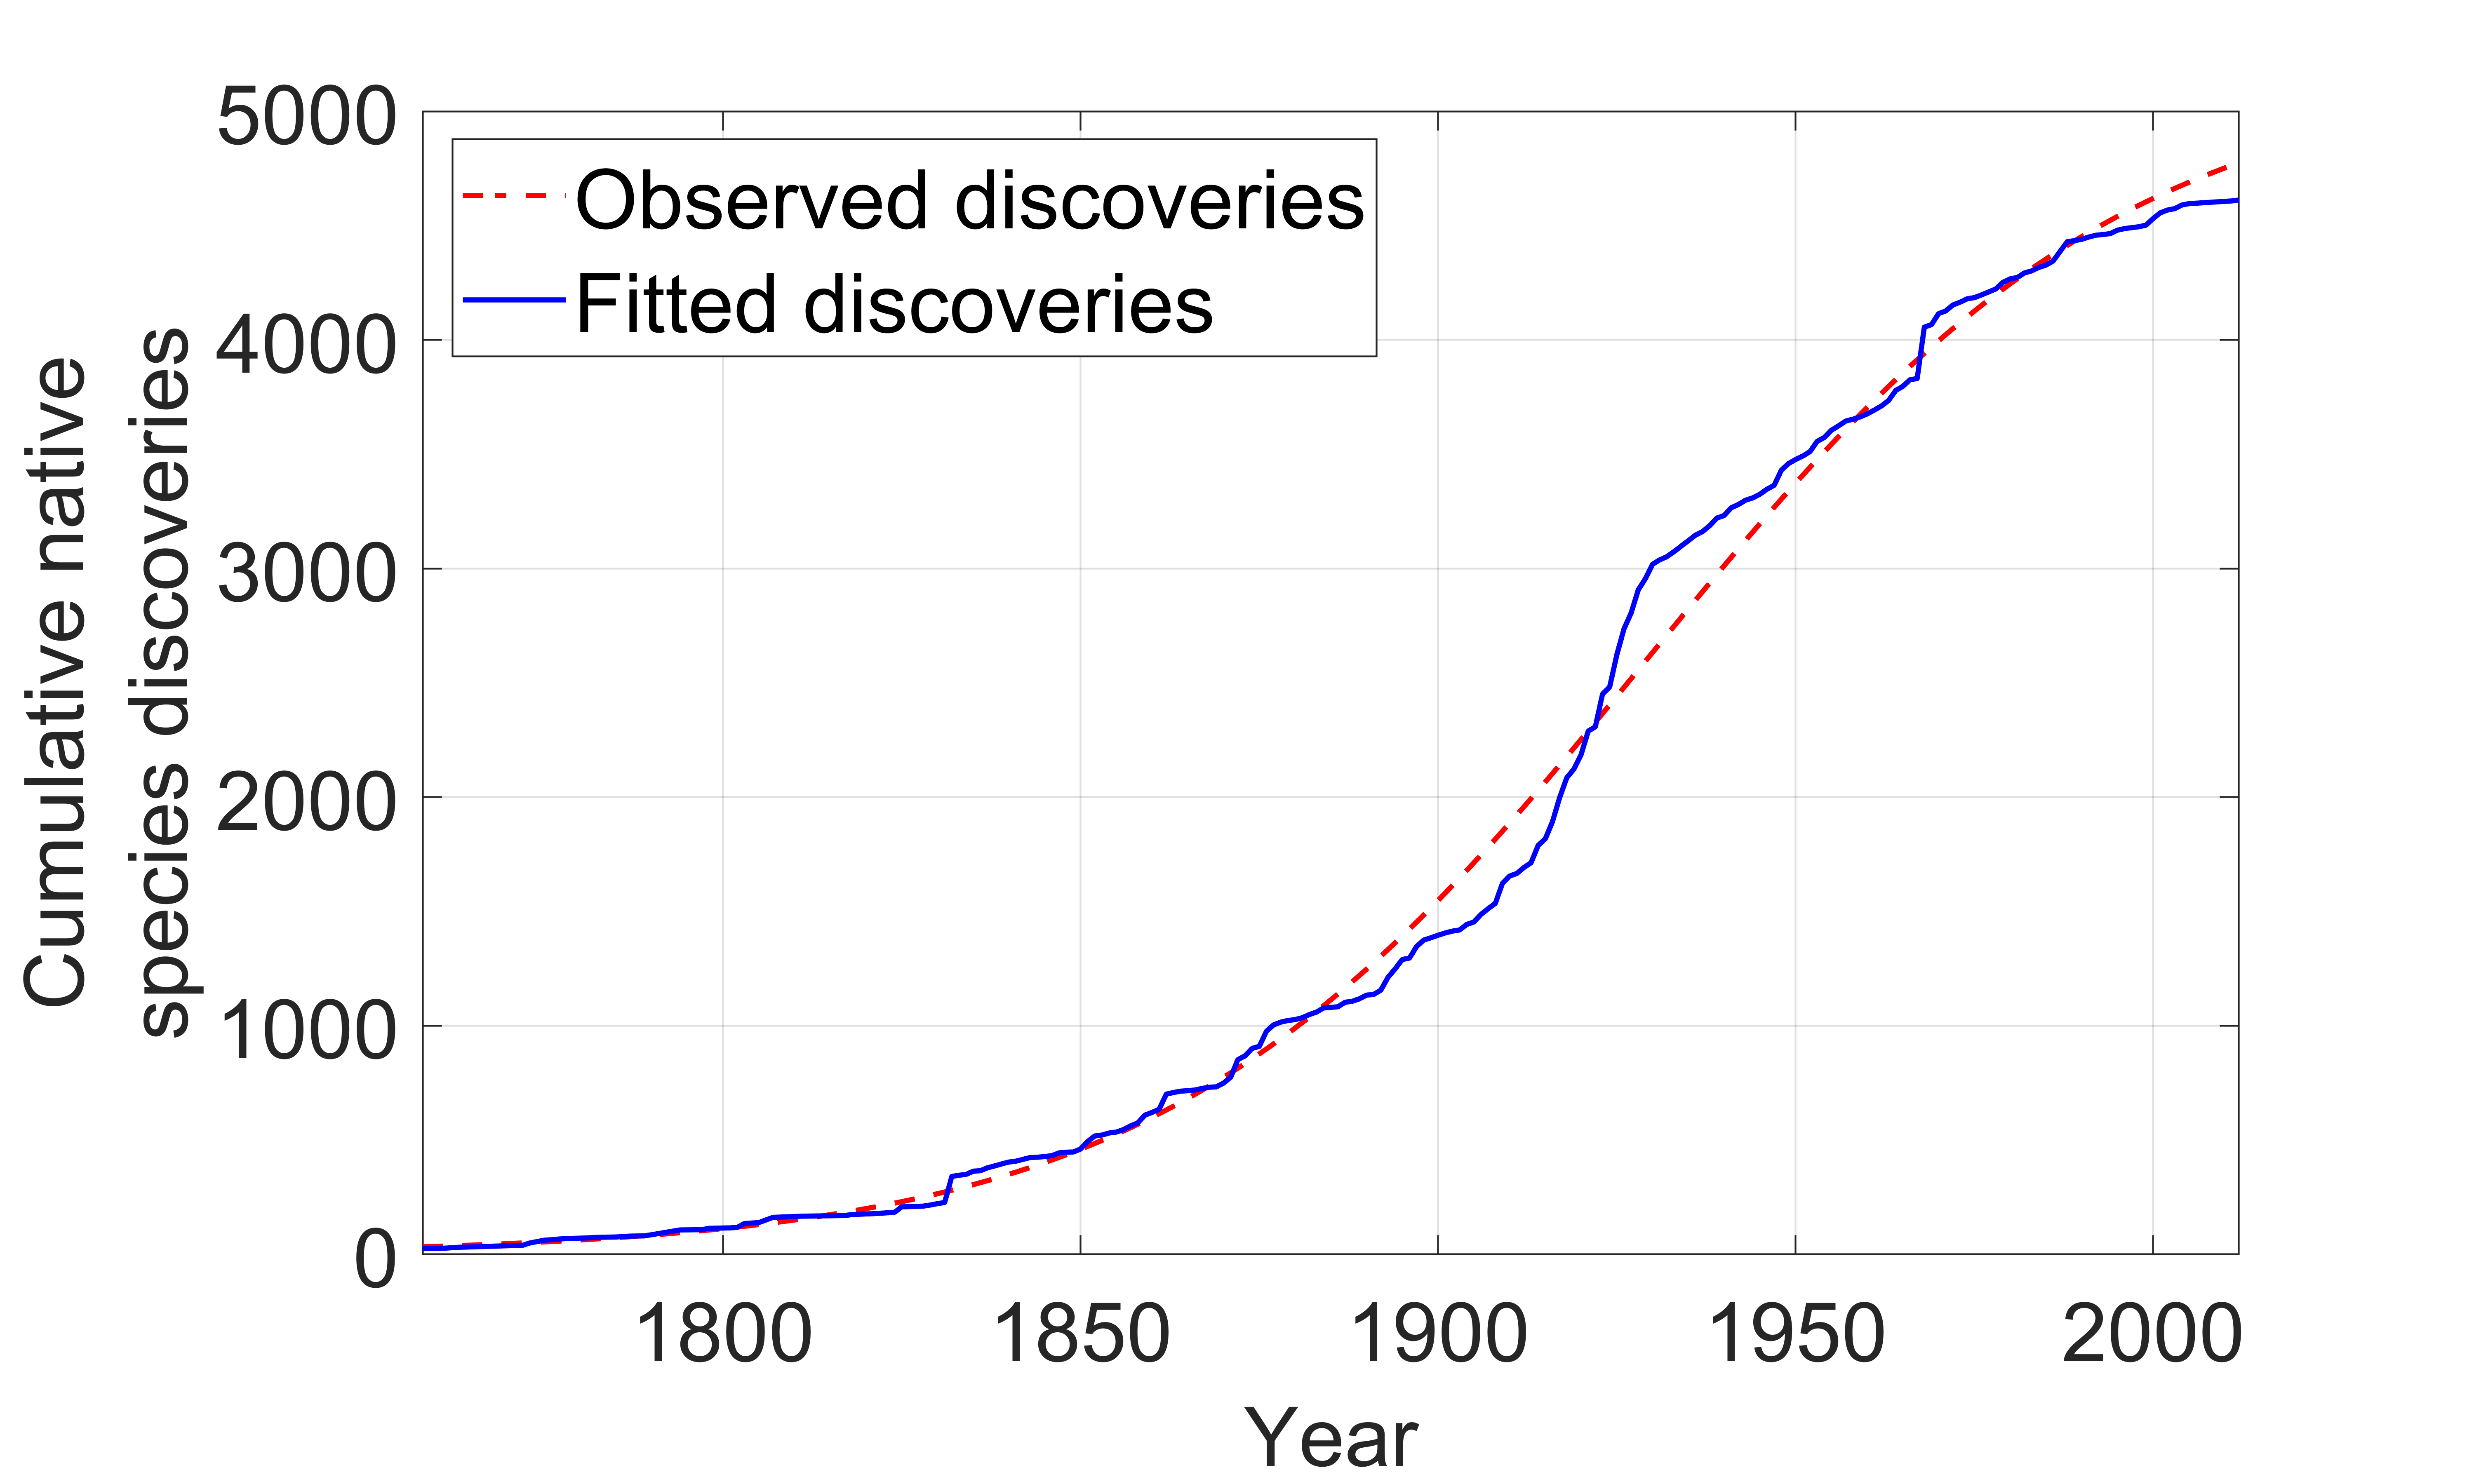 Cumulative native
species discoveries
5000
4000
3000
2000
1000
0
Observed discoveries
Fitted discoveries
1800 1850 1900 1950 2000
Year